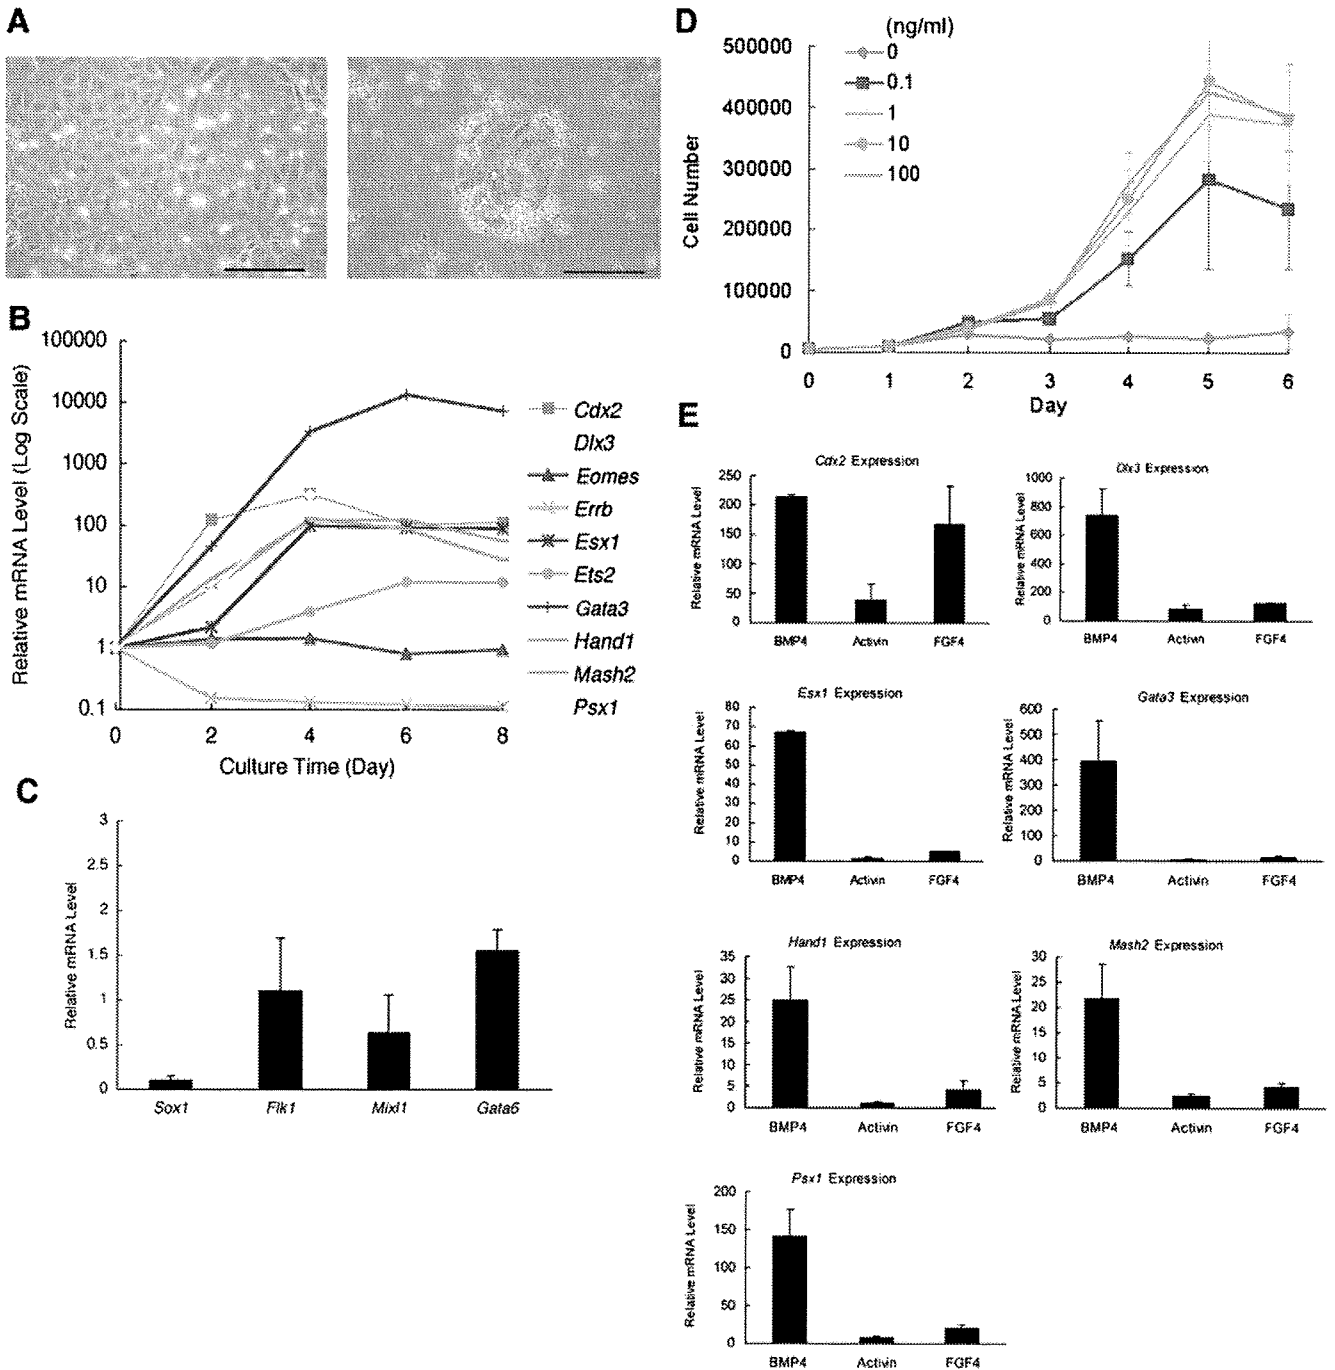 A
B
100000
10000
1000
100
10
1
0.1
Relative mRNA Level (Log Scale)
0
2
4
6
8
Culture Time (Day)
Cdx2
Dlx3
Eomes
Errb
Esx1
Ets2
Gata3
Hand1
Mash2
Psx1
C
3
2.5
2
1.5
1
0.5
0
Relative mRNA Level
Sox1
Flk1
Mixl1
Gata6
D
(ng/ml)
0
0.1
1
10
100
500000
400000
300000
200000
100000
0
Cell Number
0
1
2
3
4
5
6
Day
E
Cdx2 Expression
250
200
150
100
50
0
Relative mRNA Level
BMP4
Activin
FGF4
Dlx3 Expression
1000
800
600
400
200
0
Relative mRNA Level
BMP4
Activin
FGF4
Esx1 Expression
80
70
60
50
40
30
20
10
0
Relative mRNA Level
BMP4
Activin
FGF4
Gata3 Expression
600
500
400
300
200
100
0
Relative mRNA Level
BMP4
Activin
FGF4
Hand1 Expression
35
30
25
20
15
10
5
0
Relative mRNA Level
BMP4
Activin
FGF4
Mash2 Expression
30
25
20
15
10
5
0
Relative mRNA Level
BMP4
Activin
FGF4
Psx1 Expression
200
150
100
50
0
Relative mRNA Level
BMP4
Activin
FGF4